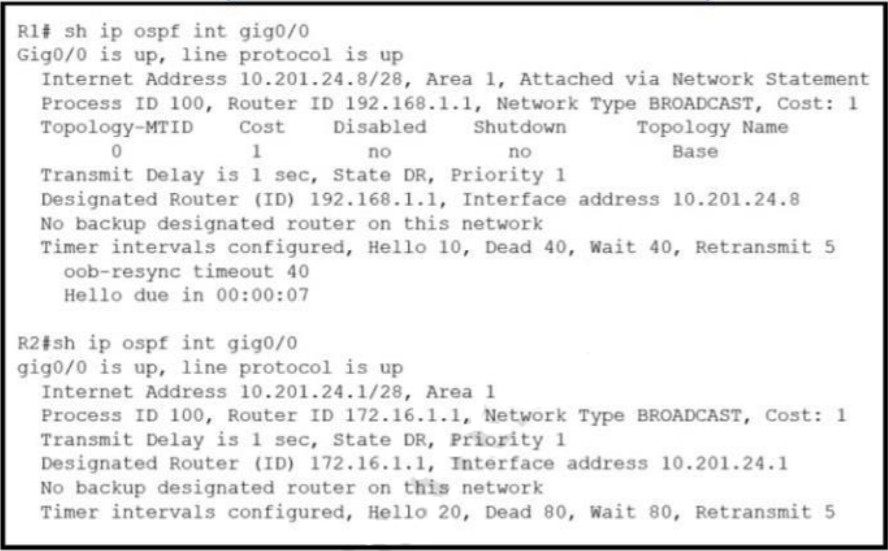 R1# sh ip ospf int gig0/0
Gig0/0 is up, line protocol is up
Internet Address 10.201.24.8/28, Area 1, Attached via Network Statement
Process ID 100, Router ID 192.168.1.1, Network Type BROADCAST, Cost: 1
Topology-MTID Cost Disabled Shutdown Topology Name
0 1 no no Base
Transmit Delay is 1 sec, State DR, Priority 1
Designated Router (ID) 192.168.1.1, Interface address 10.201.24.8
No backup designated router on this network
Timer intervals configured, Hello 10, Dead 40, Wait 40, Retransmit 5
oob-resync timeout 40
Hello due in 00:00:07
R2#sh ip ospf int gig0/0
gig0/0 is up, line protocol is up
Internet Address 10.201.24.1/28, Area 1
Process ID 100, Router ID 172.16.1.1, Network Type BROADCAST, Cost: 1
Transmit Delay is 1 sec, State DR, Priority 1
Designated Router (ID) 172.16.1.1, Interface address 10.201.24.1
No backup designated router on this network
Timer intervals configured, Hello 20, Dead 80, Wait 80, Retransmit 5